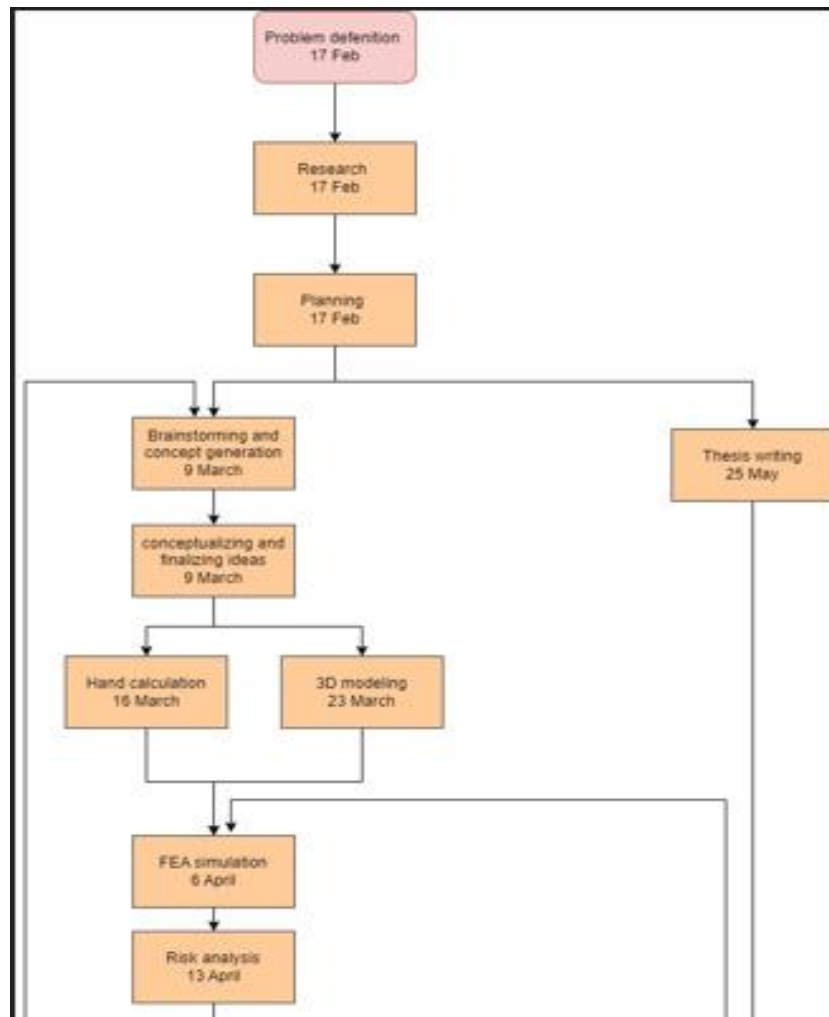 Problem defenition
17 Feb
Research
17 Feb
Planning
17 Feb
Brainstorming and
concept generation
9 March
Thesis writing
25 May
conceptualizing and
finalizing ideas
9 March
Hand calculation
16 March
3D modeling
23 March
FEA simulation
6 April
Risk analysis
13 April